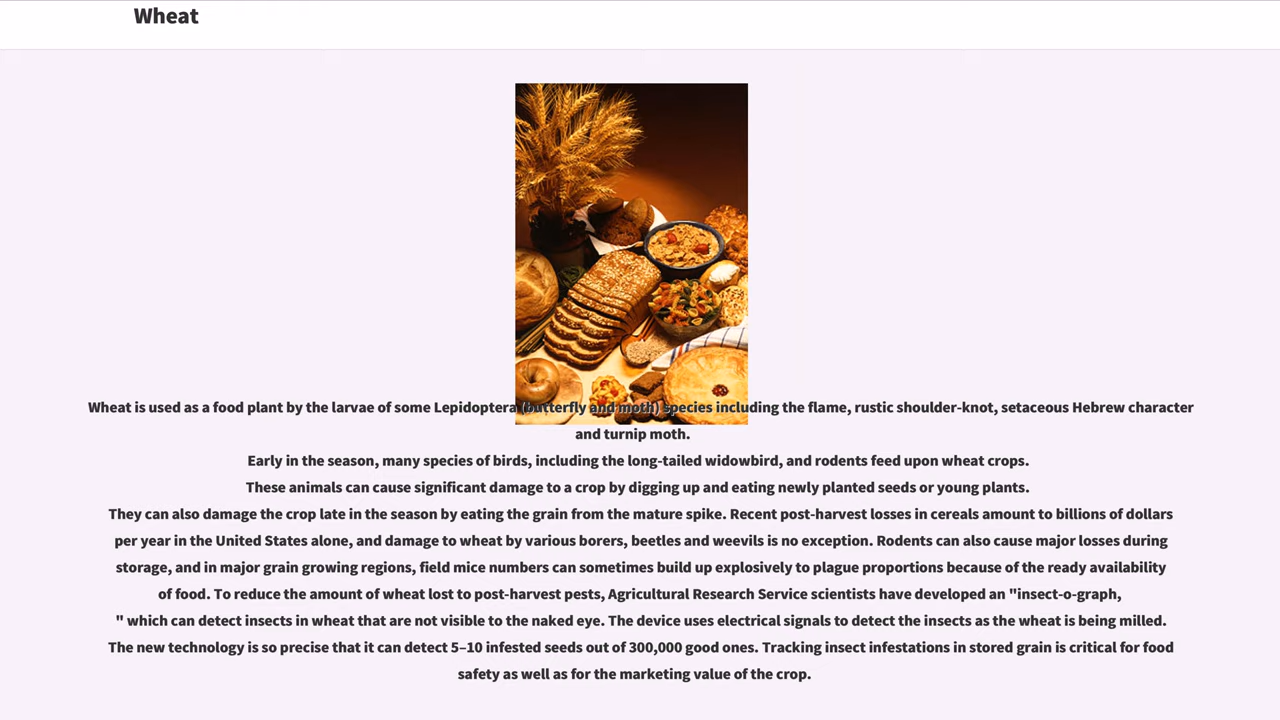 Wheat
Wheat is used as a food plant by the larvae of some Lepidoptera (butterfly and moth) species including the flame, rustic shoulder-knot, setaceous Hebrew character
and turnip moth.
Early in the season, many species of birds, including the long-tailed widowbird, and rodents feed upon wheat crops.
These animals can cause significant damage to a crop by digging up and eating newly planted seeds or young plants.
They can also damage the crop late in the season by eating the grain from the mature spike. Recent post-harvest losses in cereals amount to billions of dollars
per year in the United States alone, and damage to wheat by various borers, beetles and weevils is no exception. Rodents can also cause major losses during
storage, and in major grain growing regions, field mice numbers can sometimes build up explosively to plague proportions because of the ready availability
of food. To reduce the amount of wheat lost to post-harvest pests, Agricultural Research Service scientists have developed an "insect-o-graph,
" which can detect insects in wheat that are not visible to the naked eye. The device uses electrical signals to detect the insects as the wheat is being milled.
The new technology is so precise that it can detect 5–10 infested seeds out of 300,000 good ones. Tracking insect infestations in stored grain is critical for food
safety as well as for the marketing value of the crop.